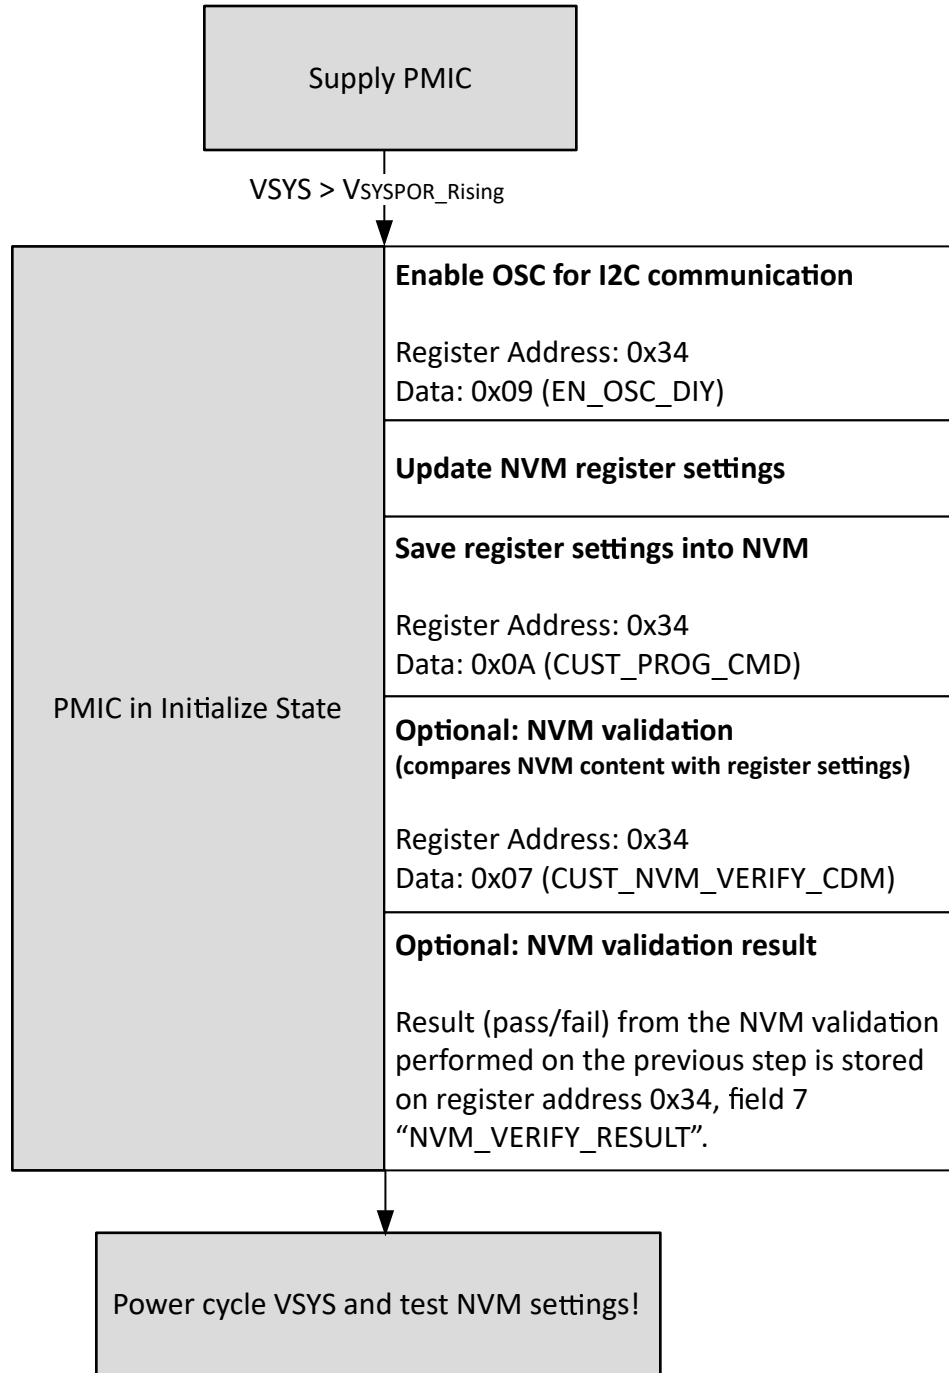 Supply PMIC
VSYS > VSYSPOR_Rising
Enable OSC for I2C communication
Register Address: 0x34
Data: 0x09 (EN_OSC_DIY)
Update NVM register settings
Save register settings into NVM
Register Address: 0x34
Data: 0x0A (CUST_PROG_CMD)
PMIC in Initialize State
Optional: NVM validation
(compares NVM content with register settings)
Register Address: 0x34
Data: 0x07 (CUST_NVM_VERIFY_CDM)
Optional: NVM validation result
Result (pass/fail) from the NVM validation
performed on the previous step is stored
on register address 0x34, field 7
“NVM_VERIFY_RESULT”.
Power cycle VSYS and test NVM settings!